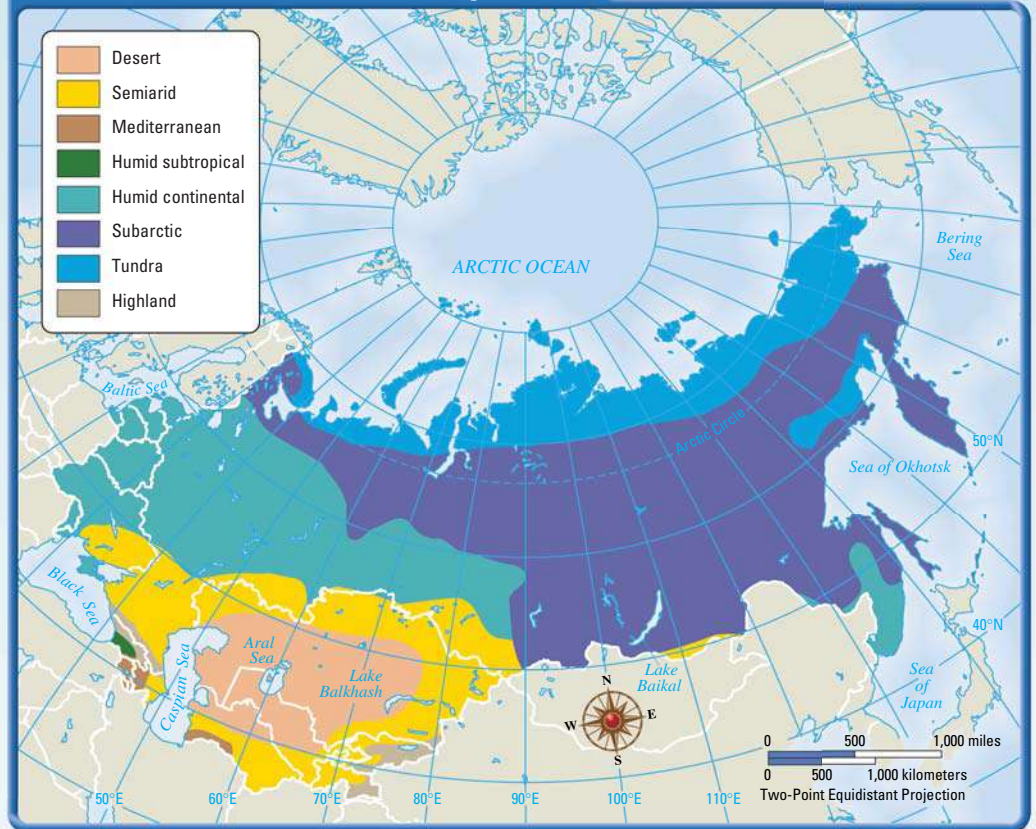 Desert
Semiarid
Mediterranean
Humid subtropical
Humid continental
Subarctic
Tundra
Highland
ARCTIC OCEAN
Bering
Sea
Baltic Sea
Arctic Circle
50°N
Sea of Okhotsk
Black Sea
40°N
Aral
Sea
Lake
Balkhash
Caspian Sea
Lake
Baikal
Sea
of
Japan
N
W
E
S
0 500 1,000 miles
0 500 1,000 kilometers
Two-Point Equidistant Projection
50°E 60°E 70°E 80°E 90°E 100°E 110°E